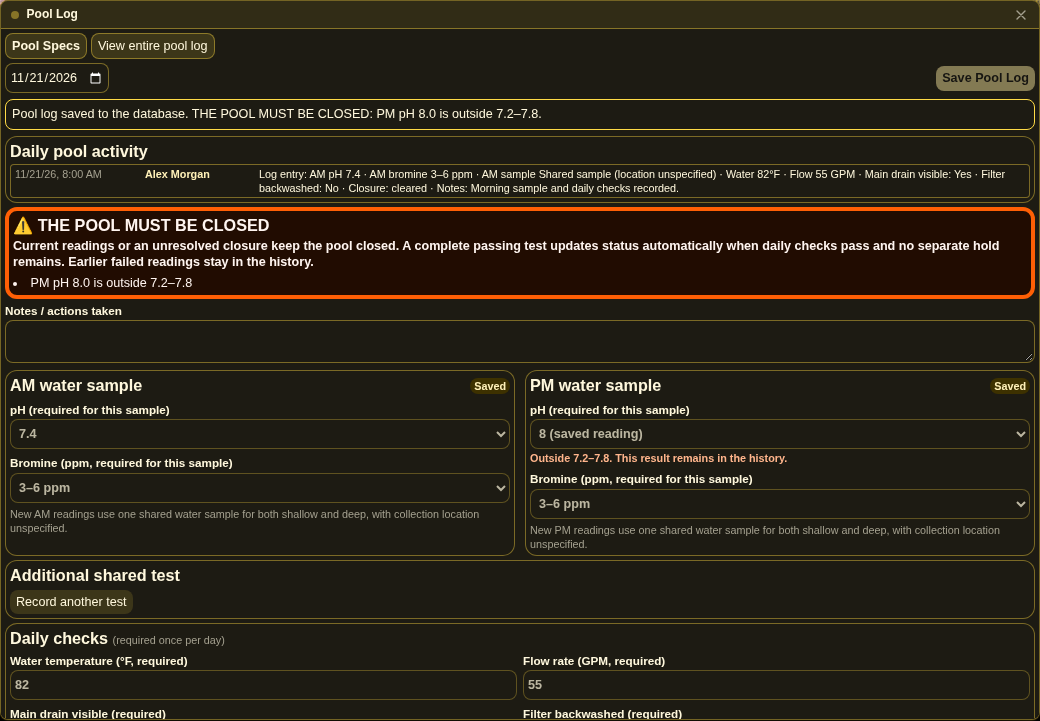 Pool Log
Pool Specs
View entire pool log
11/21/2026
Save Pool Log
Pool log saved to the database. THE POOL MUST BE CLOSED: PM pH 8.0 is outside 7.2–7.8.
Daily pool activity
11/21/26, 8:00 AM
Alex Morgan
Log entry: AM pH 7.4 · AM bromine 3–6 ppm · AM sample Shared sample (location unspecified) · Water 82°F · Flow 55 GPM · Main drain visible: Yes · Filter
backwashed: No · Closure: cleared · Notes: Morning sample and daily checks recorded.
⚠️ THE POOL MUST BE CLOSED
Current readings or an unresolved closure keep the pool closed. A complete passing test updates status automatically when daily checks pass and no separate hold
remains. Earlier failed readings stay in the history.
• PM pH 8.0 is outside 7.2–7.8
Notes / actions taken
AM water sample
Saved
pH (required for this sample)
7.4
Bromine (ppm, required for this sample)
3–6 ppm
New AM readings use one shared water sample for both shallow and deep, with collection location
unspecified.
PM water sample
Saved
pH (required for this sample)
8 (saved reading)
Outside 7.2–7.8. This result remains in the history.
Bromine (ppm, required for this sample)
3–6 ppm
New PM readings use one shared water sample for both shallow and deep, with collection location
unspecified.
Additional shared test
Record another test
Daily checks (required once per day)
Water temperature (°F, required)
82
Flow rate (GPM, required)
55
Main drain visible (required)
Filter backwashed (required)